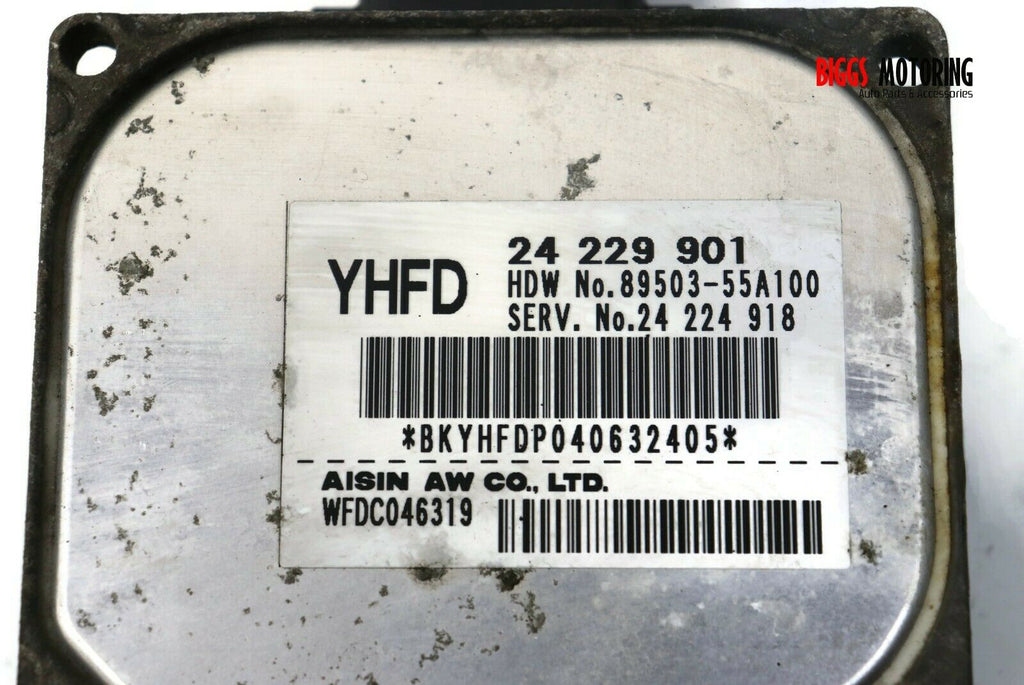 BIGGS MOTORING
Auto Parts & Accessories
YHFD
24 229 901
HDW No.89503-55A100
SERV. No.24 224 918
*BKYHFDP040632405*
AISIN AW CO., LTD.
WFDC046319